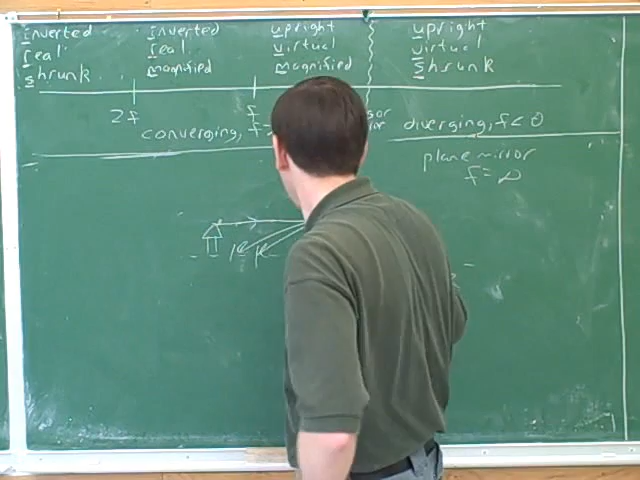 Inverted Inverted upright upright
real real virtual virtual
Shrunk magnified magnified Shrunk
2f f
converging, f diverging, f < 0
plane mirror
f = ∞